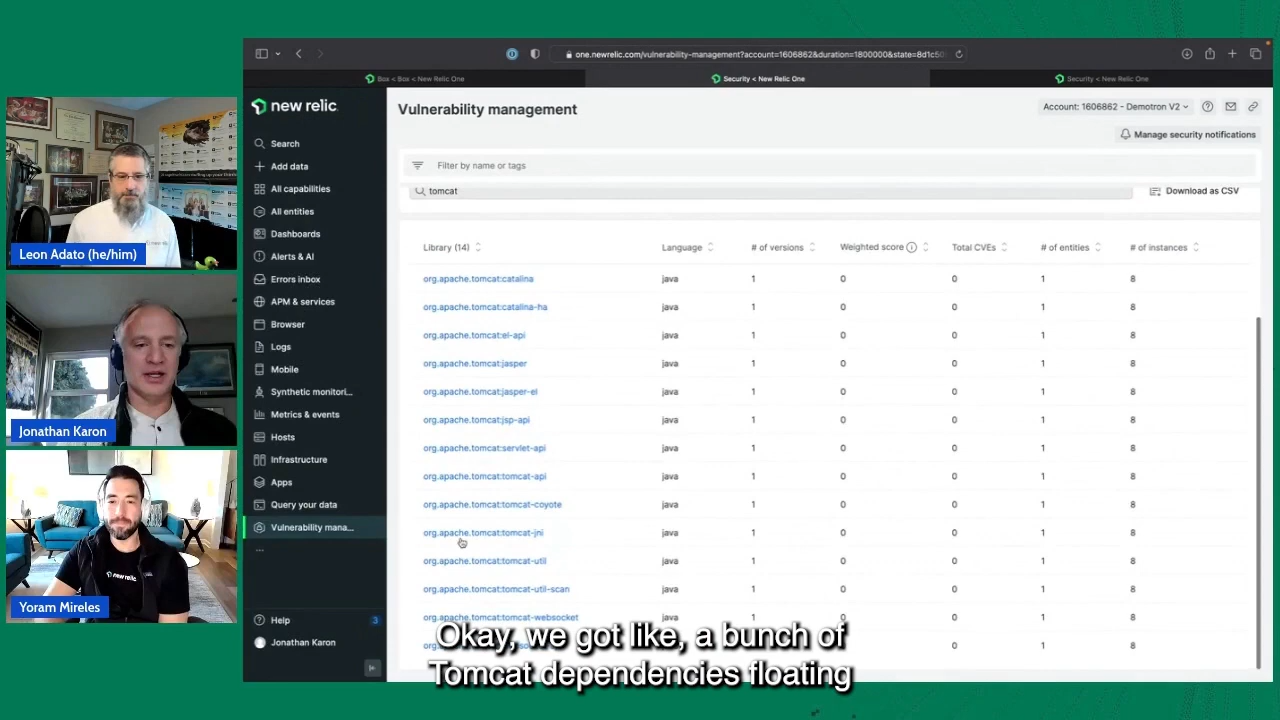 Leon Adato (he/him)
Jonathan Karon
new relic
Yoram Mireles
one.newrelic.com/vulnerability-management?account=1606862&duration=1800000&state=8d1c50
Box < Box < New Relic One
Security < New Relic One
Security < New Relic One
new relic
Search
Add data
All capabilities
All entities
Dashboards
Alerts & AI
Errors inbox
APM & services
Browser
Logs
Mobile
Synthetic monitori...
Metrics & events
Hosts
Infrastructure
Apps
Query your data
Vulnerability mana...
...
Help 3
Jonathan Karon
Vulnerability management
Account: 1606862 - Demotron V2
Manage security notifications
Filter by name or tags
tomcat
Download as CSV
Library (14) Language # of versions Weighted score Total CVEs # of entities # of instances
org.apache.tomcat:catalina java 1 0 0 1 8
org.apache.tomcat:catalina-ha java 1 0 0 1 8
org.apache.tomcat:el-api java 1 0 0 1 8
org.apache.tomcat:jasper java 1 0 0 1 8
org.apache.tomcat:jasper-el java 1 0 0 1 8
org.apache.tomcat:jsp-api java 1 0 0 1 8
org.apache.tomcat:servlet-api java 1 0 0 1 8
org.apache.tomcat:tomcat-api java 1 0 0 1 8
org.apache.tomcat:tomcat-coyote java 1 0 0 1 8
org.apache.tomcat:tomcat-jni java 1 0 0 1 8
org.apache.tomcat:tomcat-util java 1 0 0 1 8
org.apache.tomcat:tomcat-util-scan java 1 0 0 1 8
org.apache.tomcat:tomcat-websocket java 1 0 0 1 8
0 1 8
Okay, we got like, a bunch of
Tomcat dependencies floating